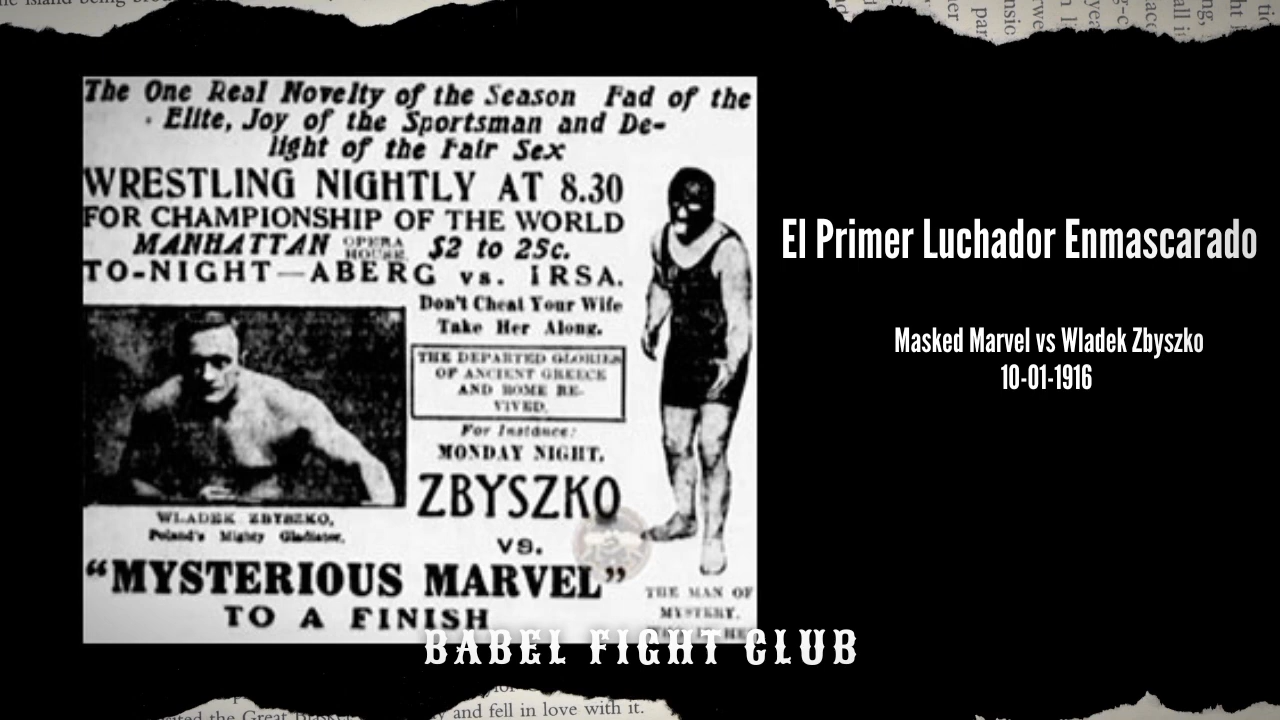 The One Real Novelty of the Season Fad of the
Elite, Joy of the Sportsman and De-
light of the Fair Sex
WRESTLING NIGHTLY AT 8.30
FOR CHAMPIONSHIP OF THE WORLD
MANHATTAN OPERA HOUSE $2 to 25c.
TO-NIGHT—ABERG vs. IRSA.
Don't Cheat Your Wife
Take Her Along.
THE DEPARTED GLORIES
OF ANCIENT GREECE
AND ROME RE-
VIVED.
For Instance:
MONDAY NIGHT,
ZBYSZKO
vs.
"MYSTERIOUS MARVEL"
TO A FINISH
WLADEK ZBYSZKO,
Poland's Mighty Gladiator.
THE MAN OF
MYSTERY.
El Primer Luchador Enmascarado
Masked Marvel vs Wladek Zbyszko
10-01-1916
BABEL FIGHT CLUB
and fell in love with it.